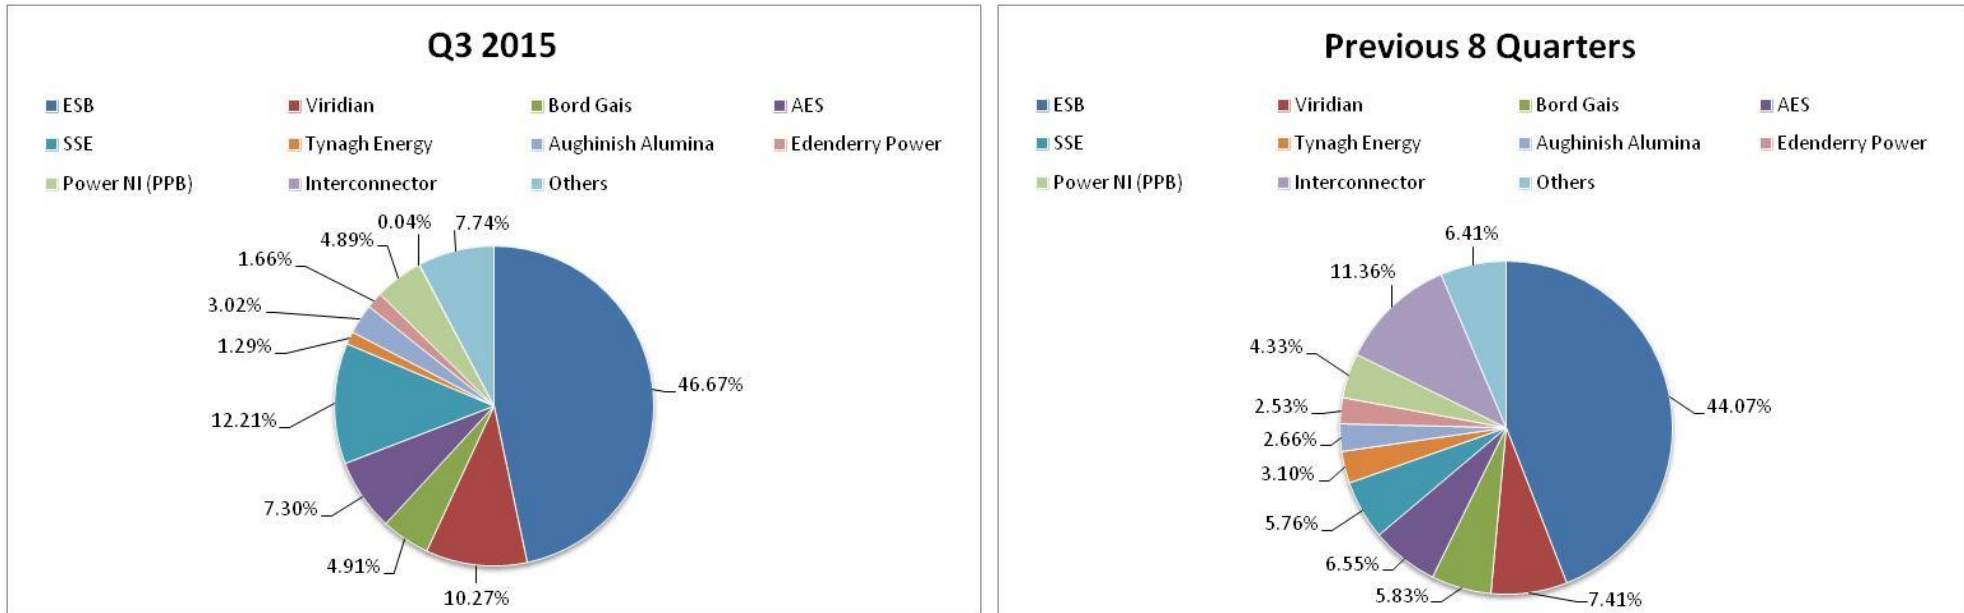 Q3 2015
ESB Viridian Bord Gais AES
SSE Tynagh Energy Aughinish Alumina Edenderry Power
Power NI (PPB) Interconnector Others
0.04% 7.74%
4.89%
1.66%
3.02%
1.29%
46.67%
12.21%
7.30%
4.91%
10.27%
Previous 8 Quarters
ESB Viridian Bord Gais AES
SSE Tynagh Energy Aughinish Alumina Edenderry Power
Power NI (PPB) Interconnector Others
6.41%
11.36%
4.33%
2.53%
44.07%
2.66%
3.10%
5.76%
6.55%
5.83%
7.41%